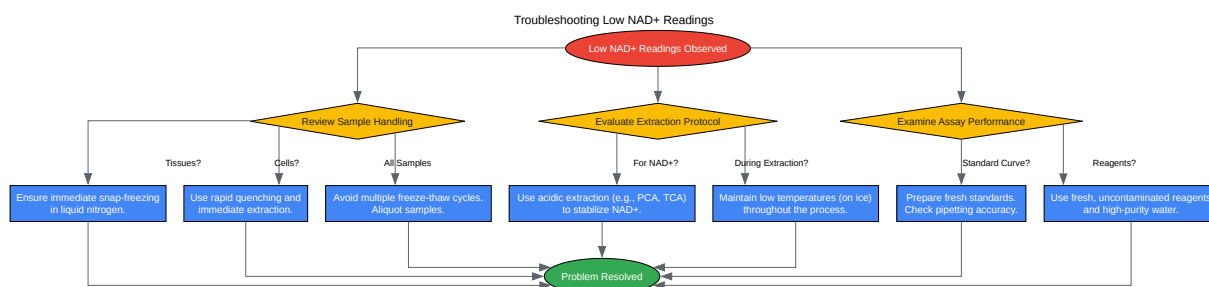 Troubleshooting Low NAD+ Readings
Low NAD+ Readings Observed
Review Sample Handling
Evaluate Extraction Protocol
Examine Assay Performance
Tissues?
Cells?
All Samples
For NAD+?
During Extraction?
Standard Curve?
Reagents?
Ensure immediate snap-freezing
in liquid nitrogen.
Use rapid quenching and
immediate extraction.
Avoid multiple freeze-thaw cycles.
Aliquot samples.
Use acidic extraction (e.g., PCA, TCA)
to stabilize NAD+.
Maintain low temperatures (on ice)
throughout the process.
Prepare fresh standards.
Check pipetting accuracy.
Use fresh, uncontaminated reagents
and high-purity water.
Problem Resolved